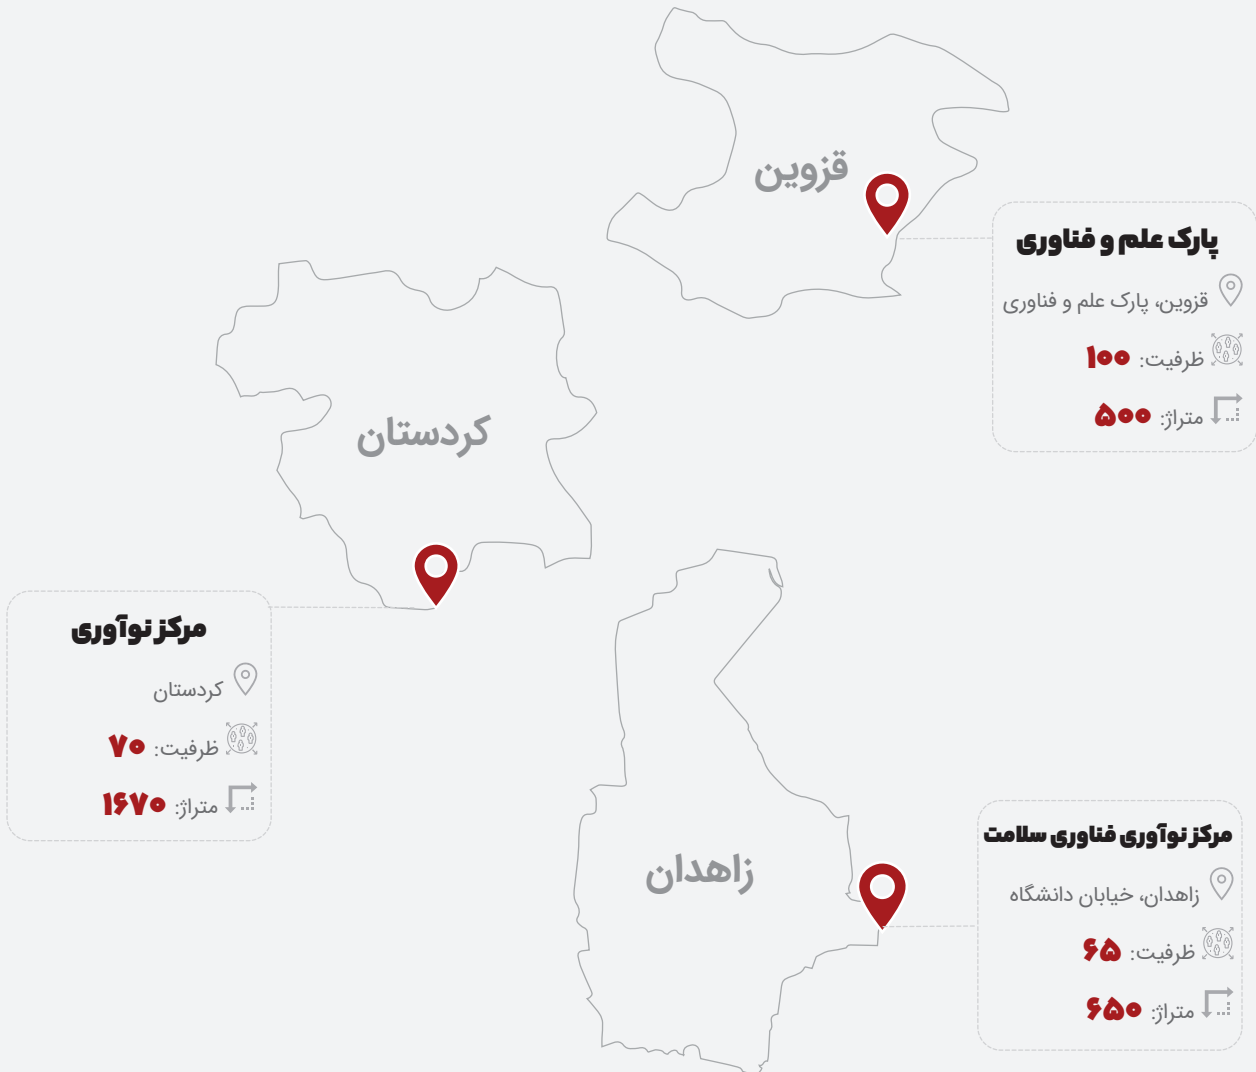 قزوین
پارک علم و فناوری
قزوین، پارک علم و فناوری
ظرفیت: ۱۰۰
متراژ: ۵۰۰
کردستان
مرکز نوآوری
کردستان
ظرفیت: ۷۰
متراژ: ۱۶۷۰
زاهدان
مرکز نوآوری فناوری سلامت
زاهدان، خیابان دانشگاه
ظرفیت: ۶۵
متراژ: ۶۵۰